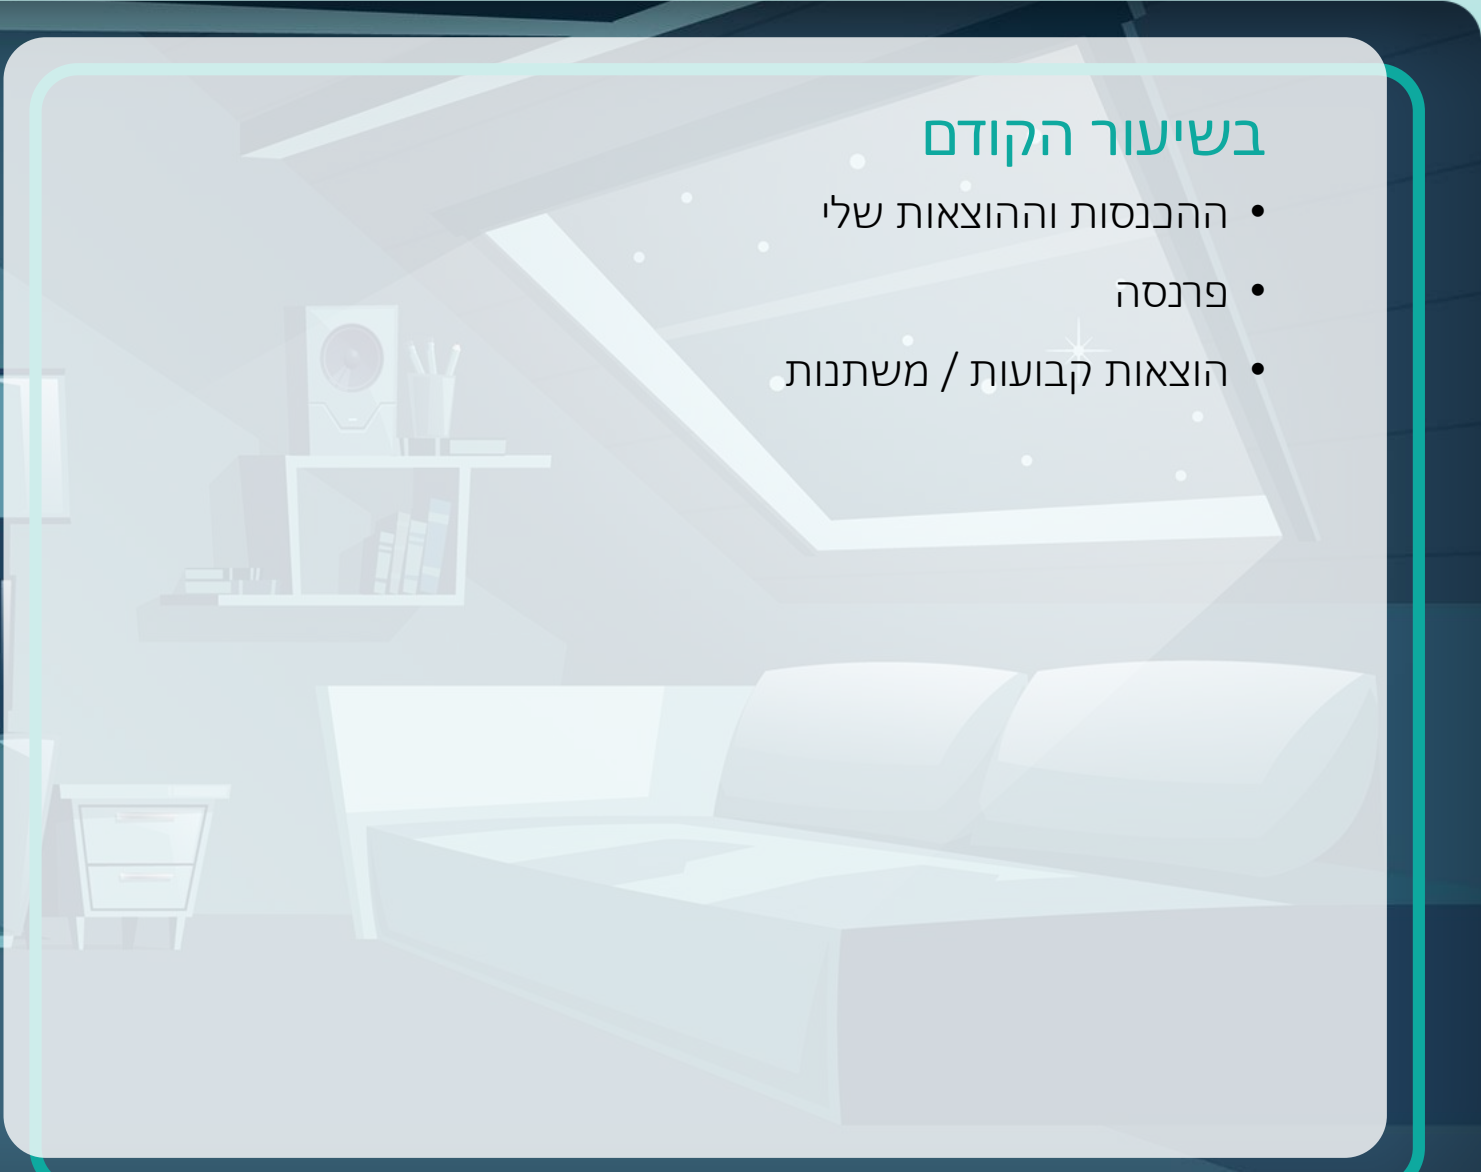 בשיעור הקודם
• ההכנסות וההוצאות שלי
• פרנסה
• הוצאות קבועות / משתנות